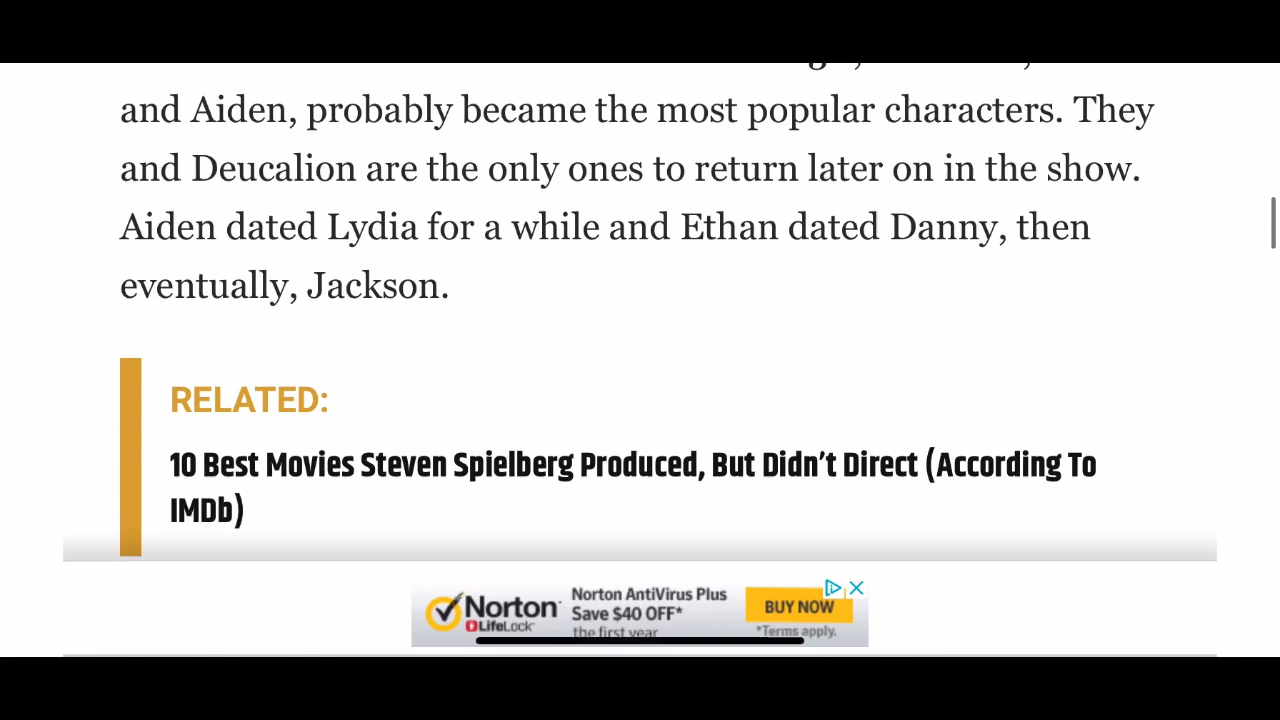 and Aiden, probably became the most popular characters. They
and Deucalion are the only ones to return later on in the show.
Aiden dated Lydia for a while and Ethan dated Danny, then
eventually, Jackson.
RELATED:
10 Best Movies Steven Spielberg Produced, But Didn’t Direct (According To
IMDb)
Norton
LifeLock
Norton AntiVirus Plus
Save $40 OFF*
the first year
BUY NOW
*Terms apply.